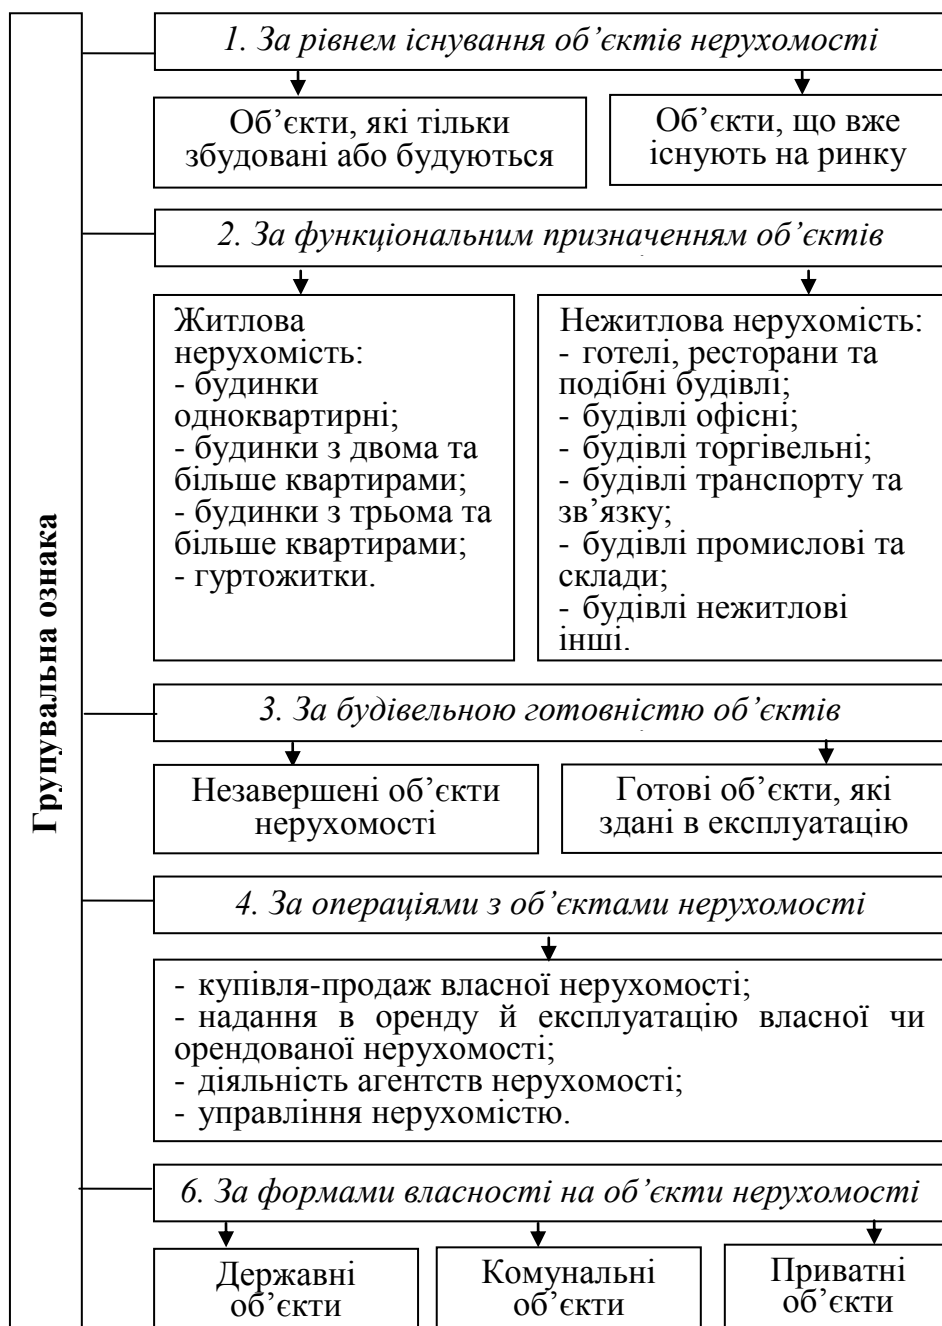 Групувальна ознака
1. За рівнем існування об’єктів нерухомості
Об’єкти, які тільки
збудовані або будуються
Об’єкти, що вже
існують на ринку
2. За функціональним призначенням об’єктів
Житлова
нерухомість:
- будинки
одноквартирні;
- будинки з двома та
більше квартирами;
- будинки з трьома та
більше квартирами;
- гуртожитки.
Нежитлова нерухомість:
- готелі, ресторани та
подібні будівлі;
- будівлі офісні;
- будівлі торгівельні;
- будівлі транспорту та
зв’язку;
- будівлі промислові та
склади;
- будівлі нежитлові
інші.
3. За будівельною готовністю об’єктів
Незавершені об’єкти
нерухомості
Готові об’єкти, які
здані в експлуатацію
4. За операціями з об’єктами нерухомості
- купівля-продаж власної нерухомості;
- надання в оренду й експлуатацію власної чи
орендованої нерухомості;
- діяльність агентств нерухомості;
- управління нерухомістю.
6. За формами власності на об’єкти нерухомості
Державні
об’єкти
Комунальні
об’єкти
Приватні
об’єкти